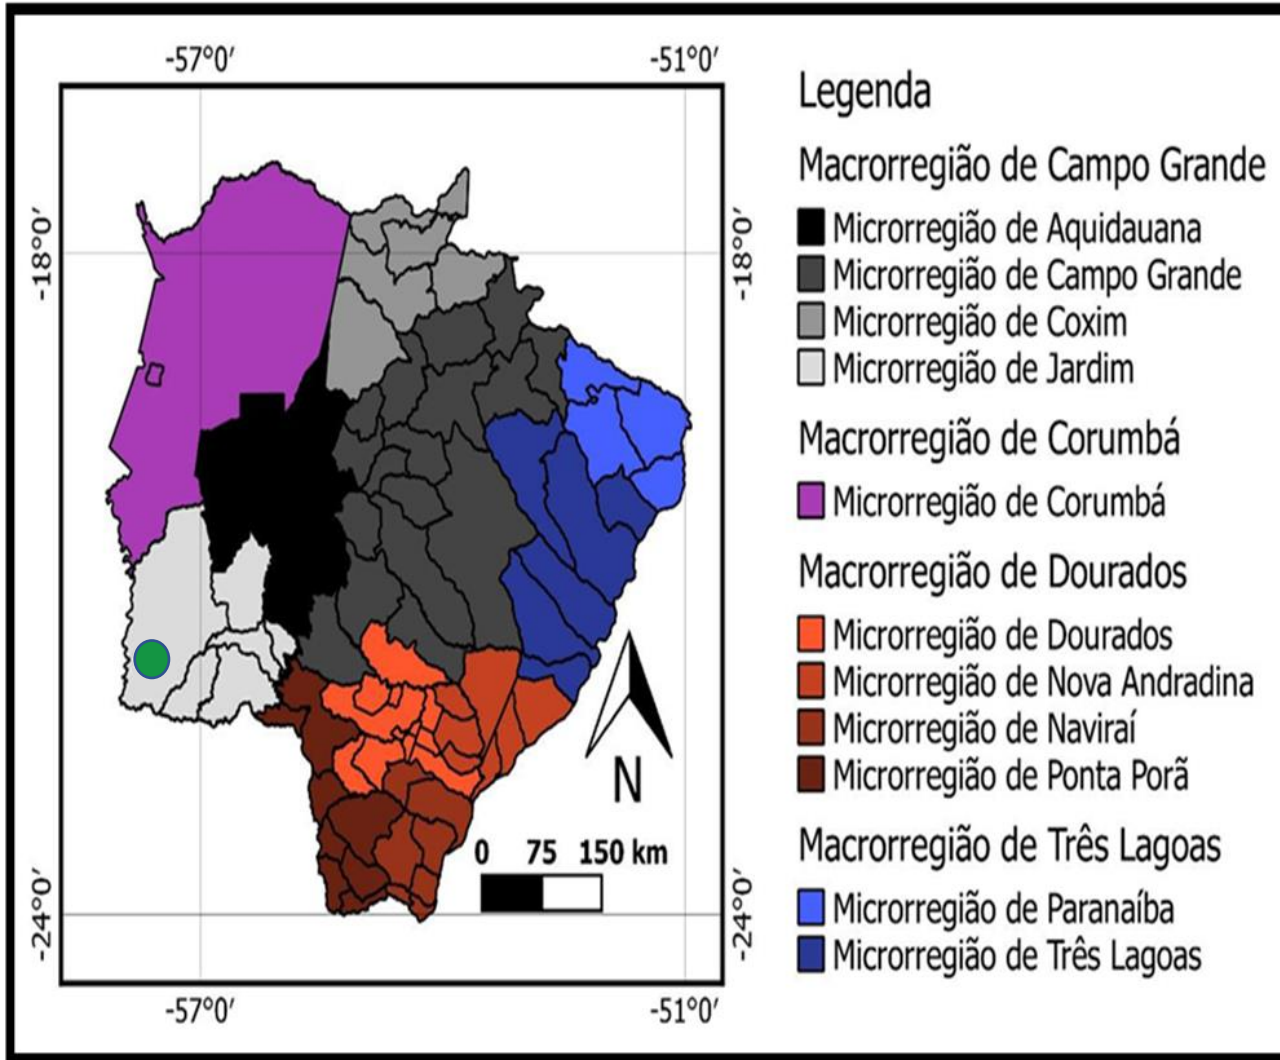 -57°0′ -51°0′
Legenda
Macrorregião de Campo Grande
Microrregião de Aquidauana
Microrregião de Campo Grande
Microrregião de Coxim
Microrregião de Jardim
Macrorregião de Corumbá
Microrregião de Corumbá
Macrorregião de Dourados
Microrregião de Dourados
Microrregião de Nova Andradina
Microrregião de Naviraí
Microrregião de Ponta Porã
Macrorregião de Três Lagoas
Microrregião de Paranaíba
Microrregião de Três Lagoas
-18°0′ -18°0′
N
0 75 150 km
-24°0′ -24°0′
-57°0′ -51°0′